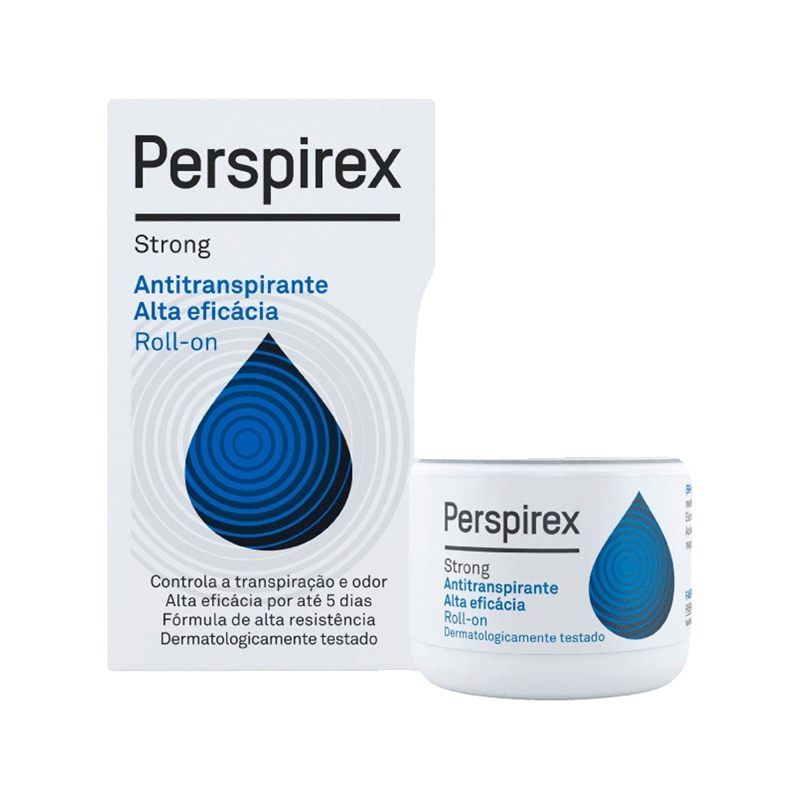 Perspirex
Strong
Antitranspirante
Alta eficácia
Roll-on
Controla a transpiração e odor
Alta eficácia por até 5 dias
Fórmula de alta resistência
Dermatologicamente testado
Perspirex
Strong
Antitranspirante
Alta eficácia
Roll-on
Dermatologicamente testado